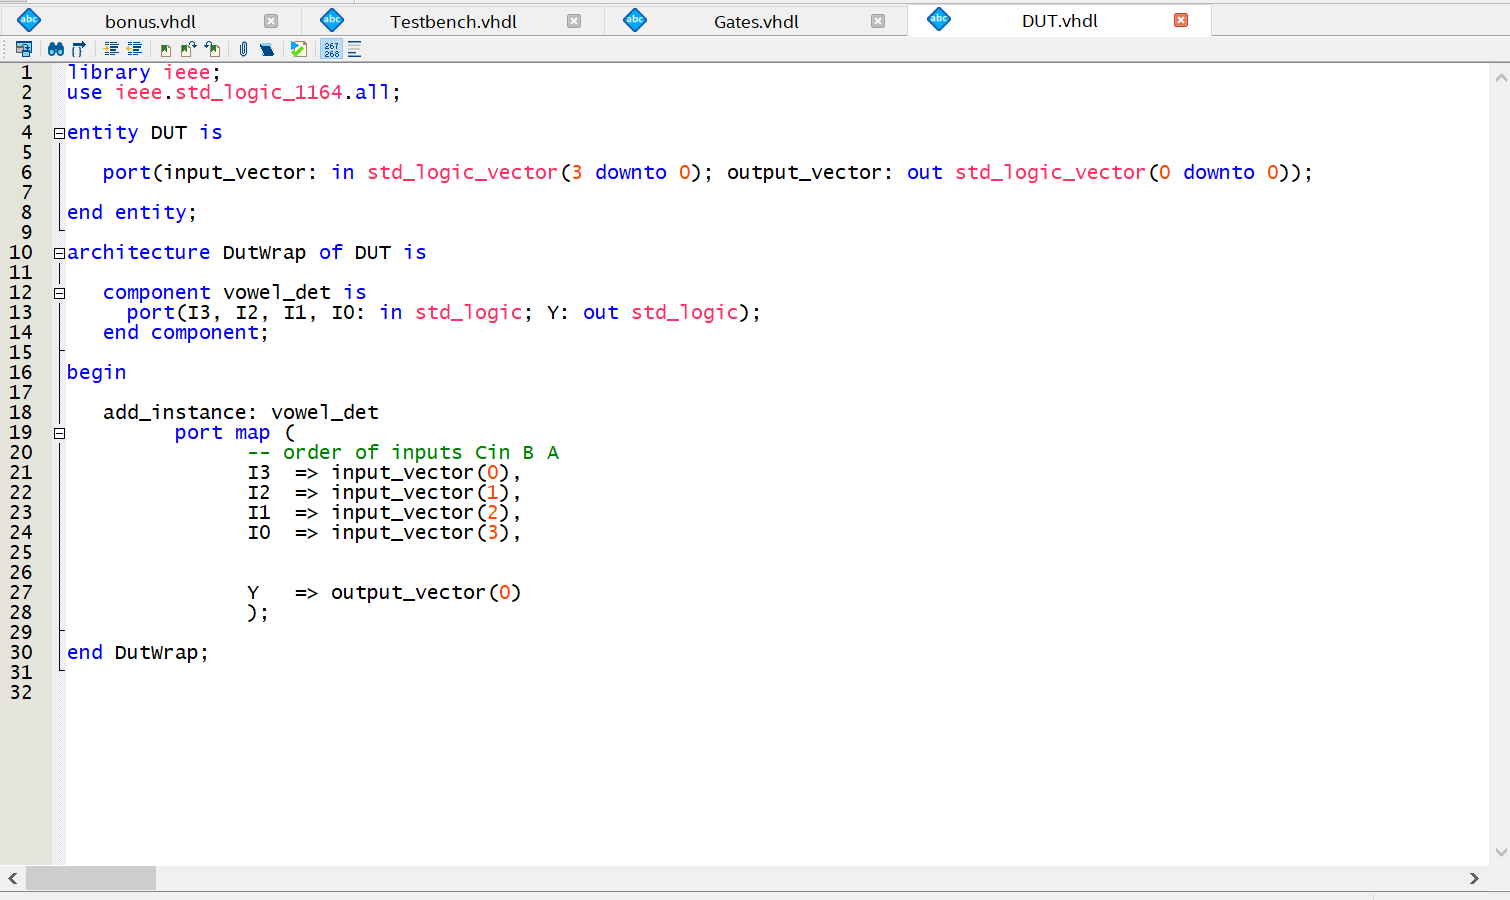 bonus.vhdl Testbench.vhdl Gates.vhdl DUT.vhdl
1 library ieee;
2 use ieee.std_logic_1164.all;
3
4 entity DUT is
5
6 port(input_vector: in std_logic_vector(3 downto 0); output_vector: out std_logic_vector(0 downto 0));
7
8 end entity;
9
10 architecture DutWrap of DUT is
11
12 component vowel_det is
13 port(I3, I2, I1, I0: in std_logic; Y: out std_logic);
14 end component;
15
16 begin
17
18 add_instance: vowel_det
19 port map (
20 -- order of inputs Cin B A
21 I3 => input_vector(0),
22 I2 => input_vector(1),
23 I1 => input_vector(2),
24 I0 => input_vector(3),
25
26
27 Y => output_vector(0)
28 );
29
30 end DutWrap;
31
32